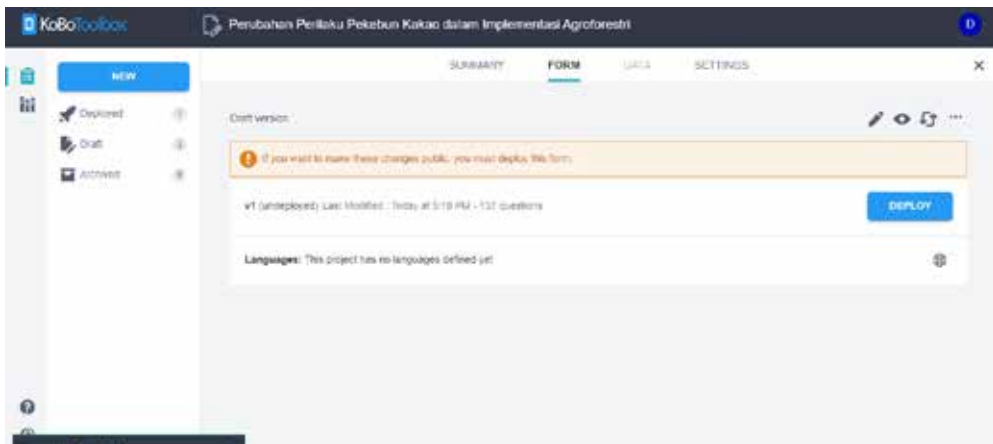 KoBoToolbox
Perubahan Perilaku Pekebun Kakao dalam Implementasi Agroforestri
D
SUMMARY FORM DATA SETTINGS
NEW
Deployed
Draft
Archived
Draft version
If you want to make these changes public, you must deploy this form.
v1 (undeployed) Last Modified : Today at 5:18 PM - 137 questions
DEPLOY
Languages: This project has no languages defined yet